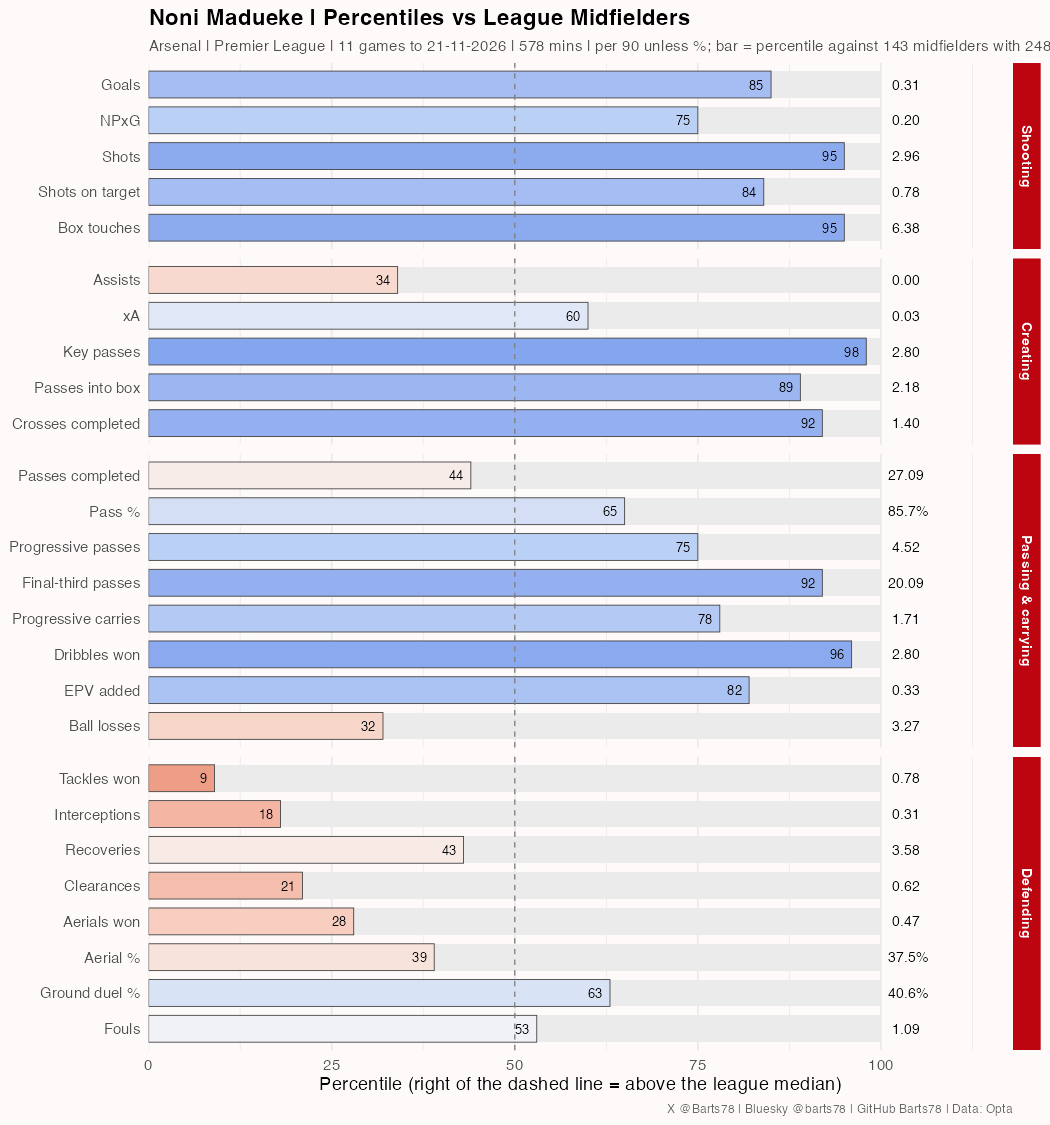 Noni Madueke | Percentiles vs League Midfielders
Arsenal | Premier League | 11 games to 21-11-2026 | 578 mins | per 90 unless %; bar = percentile against 143 midfielders with 248
Goals 85 0.31
NPxG 75 0.20
Shots 95 2.96
Shots on target 84 0.78
Box touches 95 6.38
Shooting
Assists 34 0.00
xA 60 0.03
Key passes 98 2.80
Passes into box 89 2.18
Crosses completed 92 1.40
Creating
Passes completed 44 27.09
Pass % 65 85.7%
Progressive passes 75 4.52
Final-third passes 92 20.09
Progressive carries 78 1.71
Dribbles won 96 2.80
EPV added 82 0.33
Ball losses 32 3.27
Passing & carrying
Tackles won 9 0.78
Interceptions 18 0.31
Recoveries 43 3.58
Clearances 21 0.62
Aerials won 28 0.47
Aerial % 39 37.5%
Ground duel % 63 40.6%
Fouls 53 1.09
Defending
0 25 50 75 100
Percentile (right of the dashed line = above the league median)
X @Barts78 | Bluesky @barts78 | GitHub Barts78 | Data: Opta